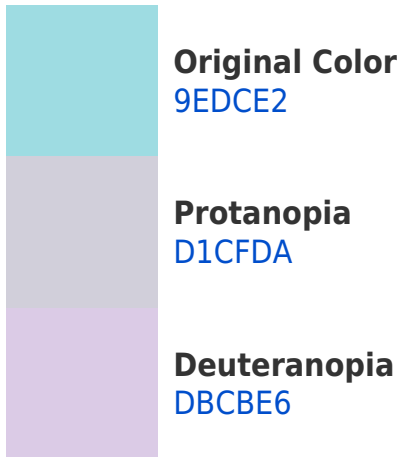 Original Color
9EDCE2
Protanopia
D1CFDA
Deuteranopia
DBCBE6